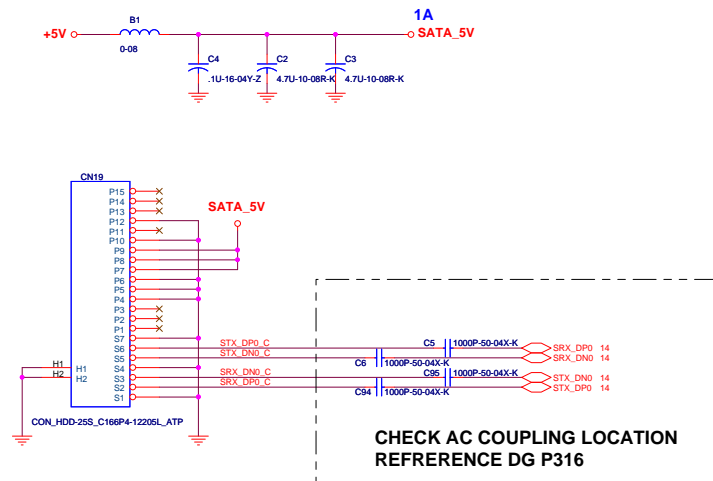 1A
B1
+5V
SATA_5V
0-08
C4
C2
C3
.1U-16-04Y-Z
4.7U-10-08R-K
4.7U-10-08R-K
CN19
P15
P14
P13
P12
P11
P10
P9
P8
P7
P6
P5
P4
P3
P2
P1
S7
S6
S5
S4
S3
S2
S1
SATA_5V
H1
H1
H2
H2
STX_DP0_C
STX_DN0_C
SRX_DN0_C
SRX_DP0_C
C5
1000P-50-04X-K
SRX_DP0 14
SRX_DN0 14
C6
1000P-50-04X-K
C95
1000P-50-04X-K
STX_DN0 14
STX_DP0 14
C94
1000P-50-04X-K
CON_HDD-25S_C166P4-12205L_ATP
CHECK AC COUPLING LOCATION
REFRERENCE DG P316